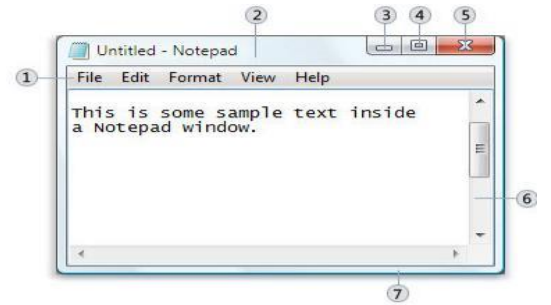 2 3 4 5
Untitled - Notepad
1 File Edit Format View Help
This is some sample text inside
a Notepad window.
6
7